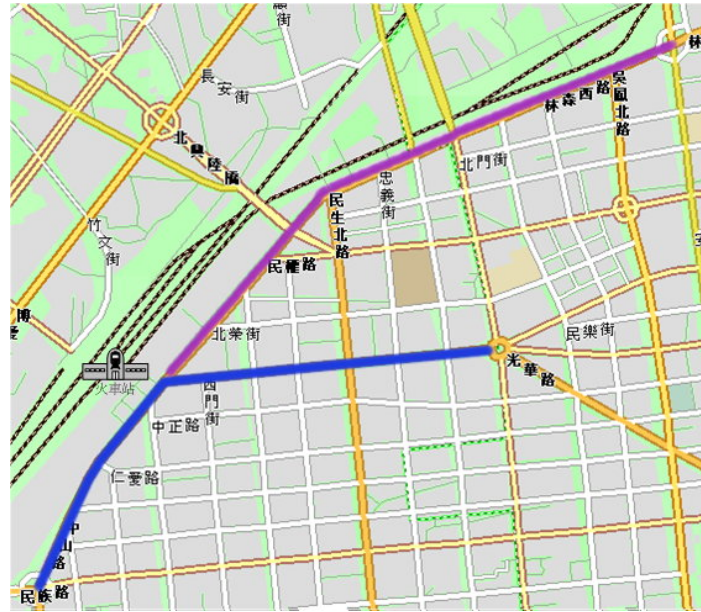 長安街
北興陸橋
竹文街
博愛
火車站
林森西路
吳鳳北路
北門街
忠義街
民生北路
民權路
北榮街
西門街
中正路
仁愛路
中山路
民族路
光華路
民樂街
林